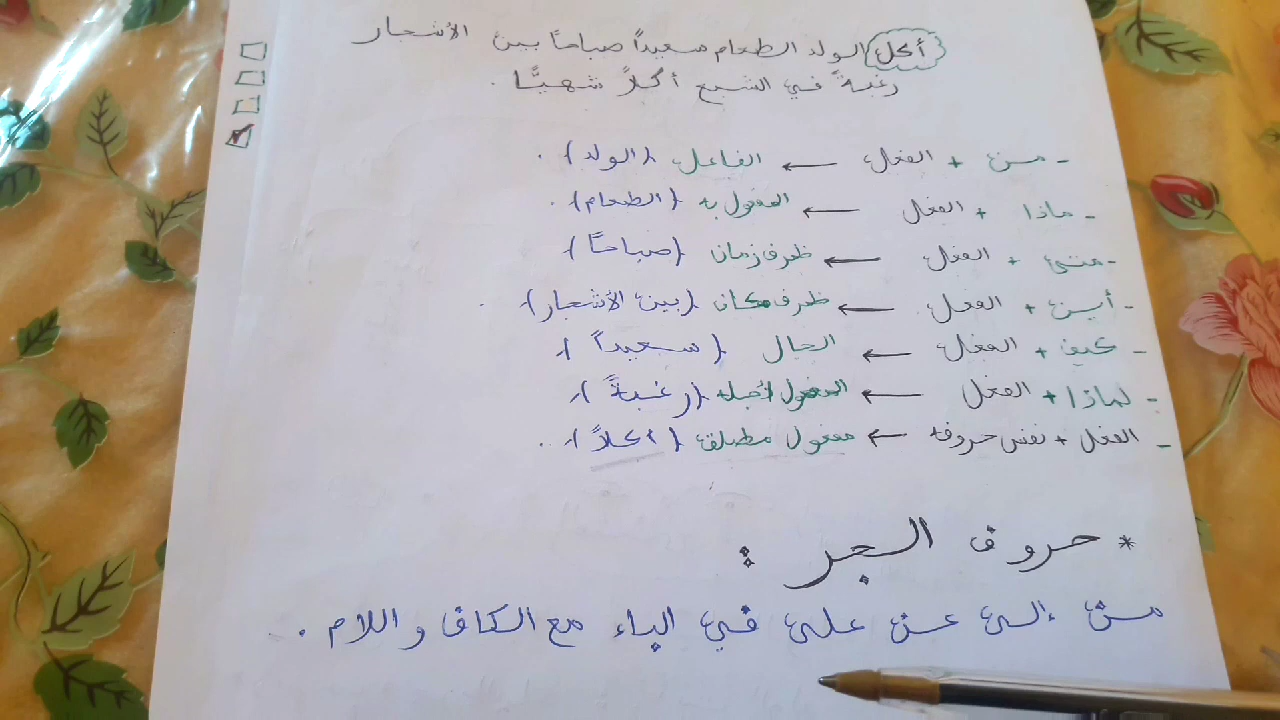 أكل الولد الطعام سعيداً صباحاً بين الأشجار
رغبةً في الشبع أكلاً شهيًّا .
- من + الفعل ← الفاعل (الولد) .
- ماذا + الفعل ← المفعول به (الطعام) .
- متى + الفعل ← ظرف زمان (صباحاً)
- أين + الفعل ← ظرف مكان (بين الأشجار) .
- كيف + الفعل ← الحال (سعيداً) .
- لماذا + الفعل ← المفعول لأجله (رغبةً) .
- الفعل + نفس حروفه ← مفعول مطلق (أكلاً) .
* حروف الجر :
من إلى عن على في الباء مع الكاف واللام .